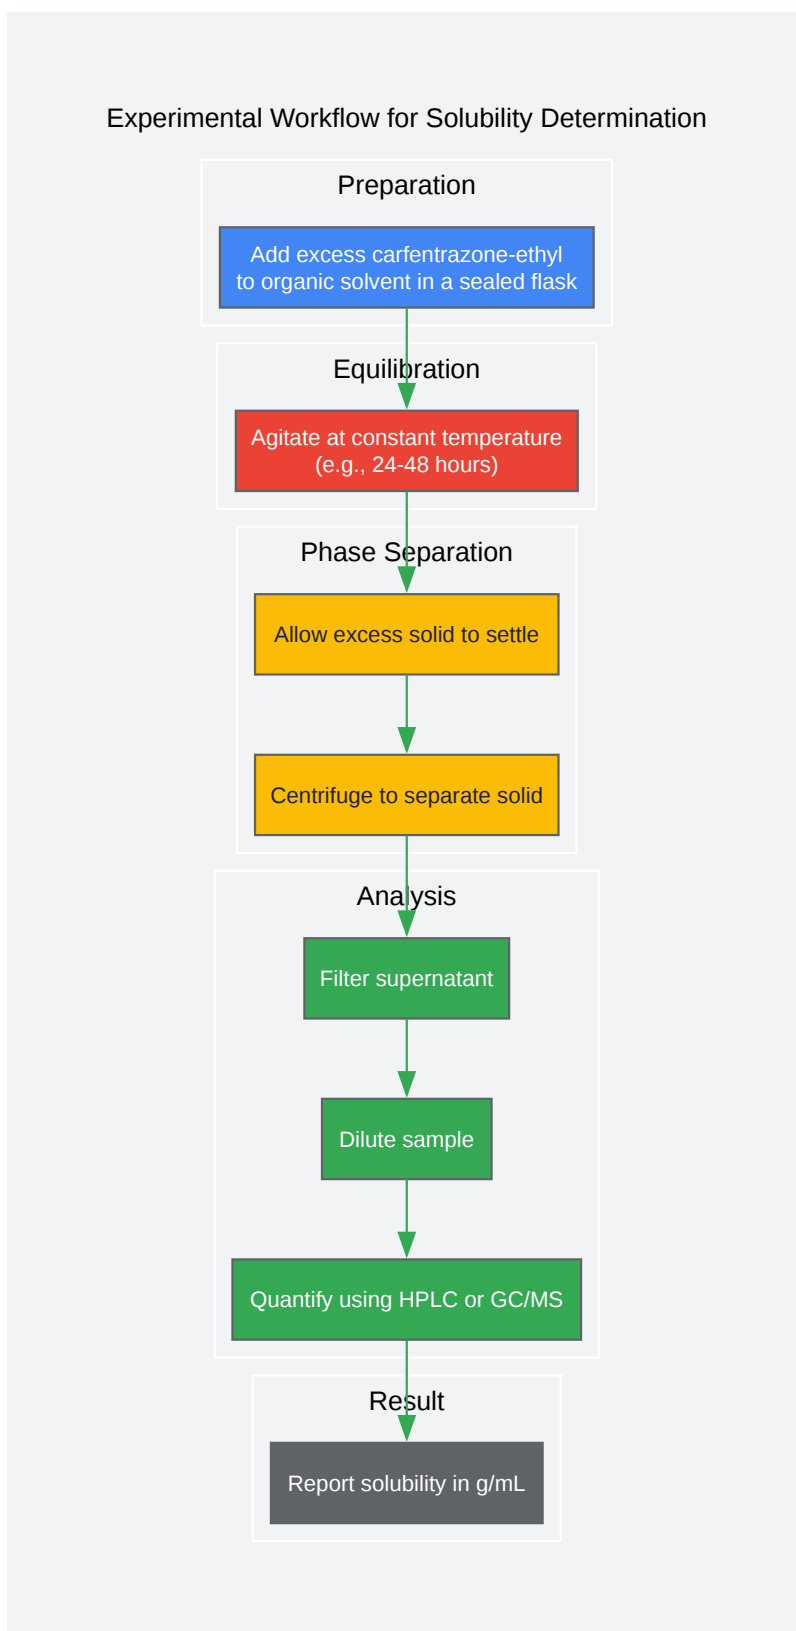 Experimental Workflow for Solubility Determination
Preparation
Add excess carfentrazone-ethyl
to organic solvent in a sealed flask
Equilibration
Agitate at constant temperature
(e.g., 24-48 hours)
Phase Separation
Allow excess solid to settle
Centrifuge to separate solid
Analysis
Filter supernatant
Dilute sample
Quantify using HPLC or GC/MS
Result
Report solubility in g/mL